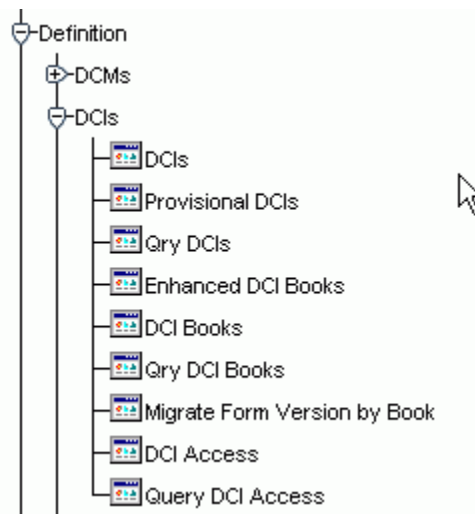 Definition
DCMs
DCIs
DCIs
Provisional DCIs
Qry DCIs
Enhanced DCI Books
DCI Books
Qry DCI Books
Migrate Form Version by Book
DCI Access
Query DCI Access